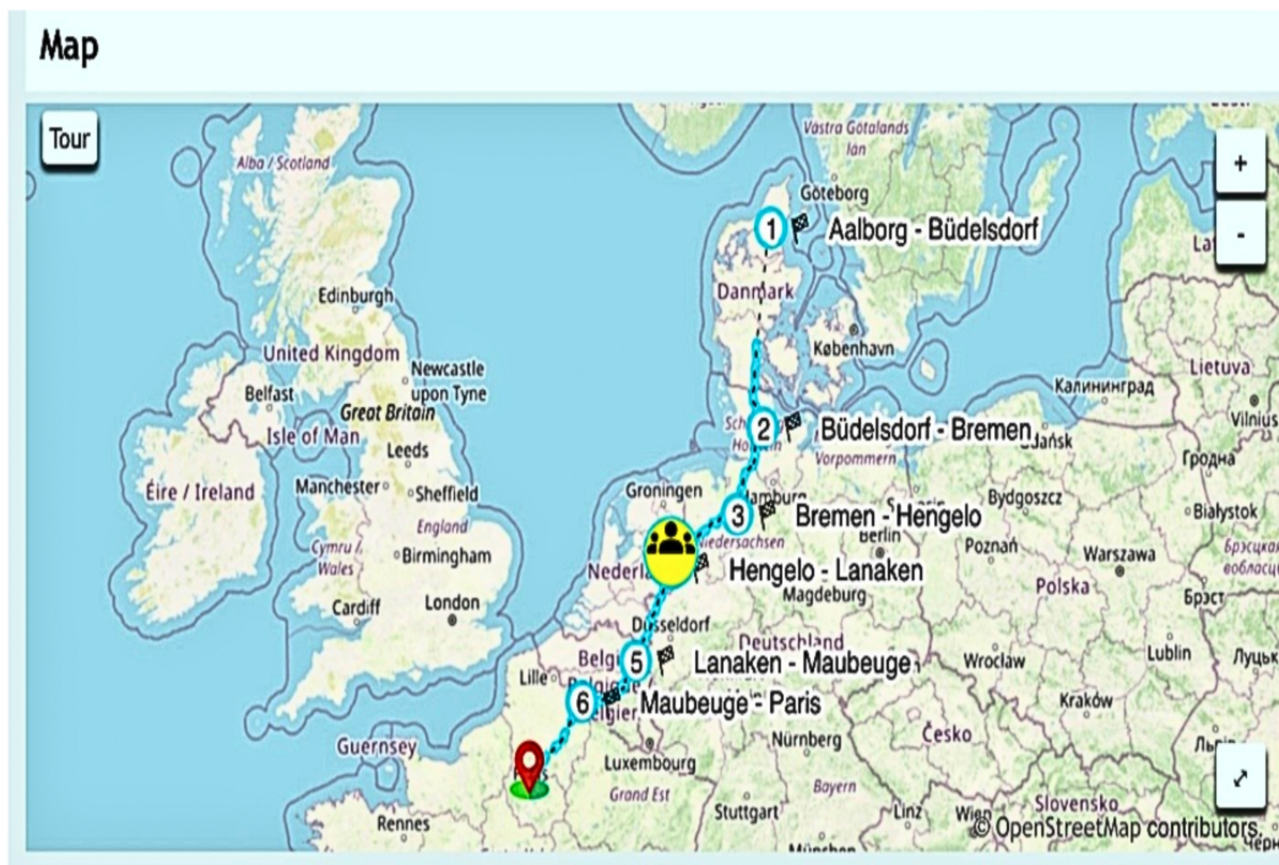 Map
Tour
+
-
Alba / Scotland
Västra Götalands
län
Göteborg
1
Aalborg - Büdelsdorf
Danmark
Edinburgh
United Kingdom
København
Newcastle
upon Tyne
Belfast
Great Britain
Isle of Man
Lietuva
Калининград
Vilnius
2
Büdelsdorf - Bremen
Leeds
Vorpommern
Гродна
Éire / Ireland
Manchester
Sheffield
Groningen
Bydgoszcz
Białystok
3
Bremen - Hengelo
England
Niedersachsen
Berlin
Cymru /
Wales
Birmingham
Poznań
Warszawa
Hengelo - Lanaken
Magdeburg
Polska
Брэст
Cardiff
London
Düsseldorf
Deutschland
5
Lanaken - Maubeuge
Wrocław
Lublin
Lille
6
Maubeuge - Paris
Kraków
Guernsey
Luxembourg
Nürnberg
Česko
Grand Est
Bayern
Rennes
Stuttgart
Linz
Wien
Slovensko
© OpenStreetMap contributors.